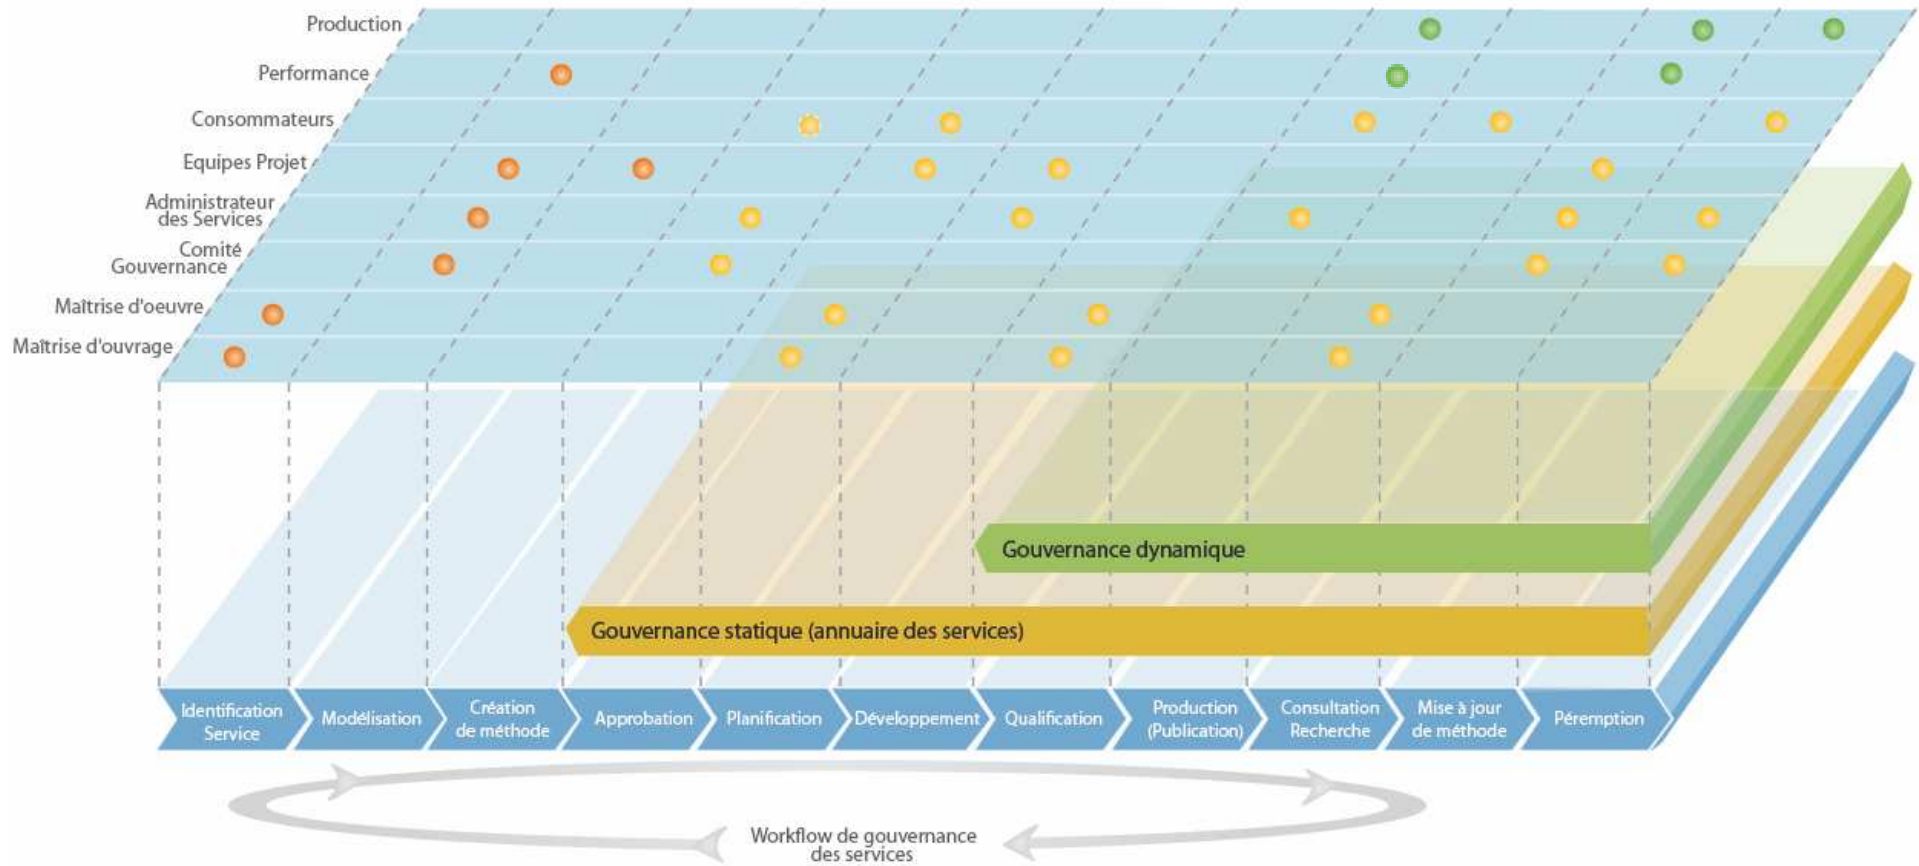 Production
Performance
Consommateurs
Equipes Projet
Administrateur
des Services
Comité
Gouvernance
Maîtrise d'oeuvre
Maîtrise d'ouvrage
Gouvernance dynamique
Gouvernance statique (annuaire des services)
Identification
Service
Modélisation
Création
de méthode
Approbation
Planification
Développement
Qualification
Production
(Publication)
Consultation
Recherche
Mise à jour
de méthode
Péremption
Workflow de gouvernance
des services